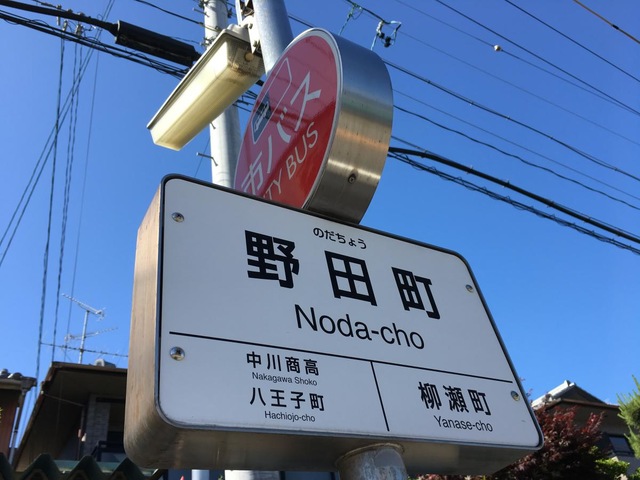 市バス
CITY BUS
のだちょう
野田町
Noda-cho
中川商高
Nakagawa Shoko
八王子町
Hachiojo-cho
柳瀬町
Yanase-cho